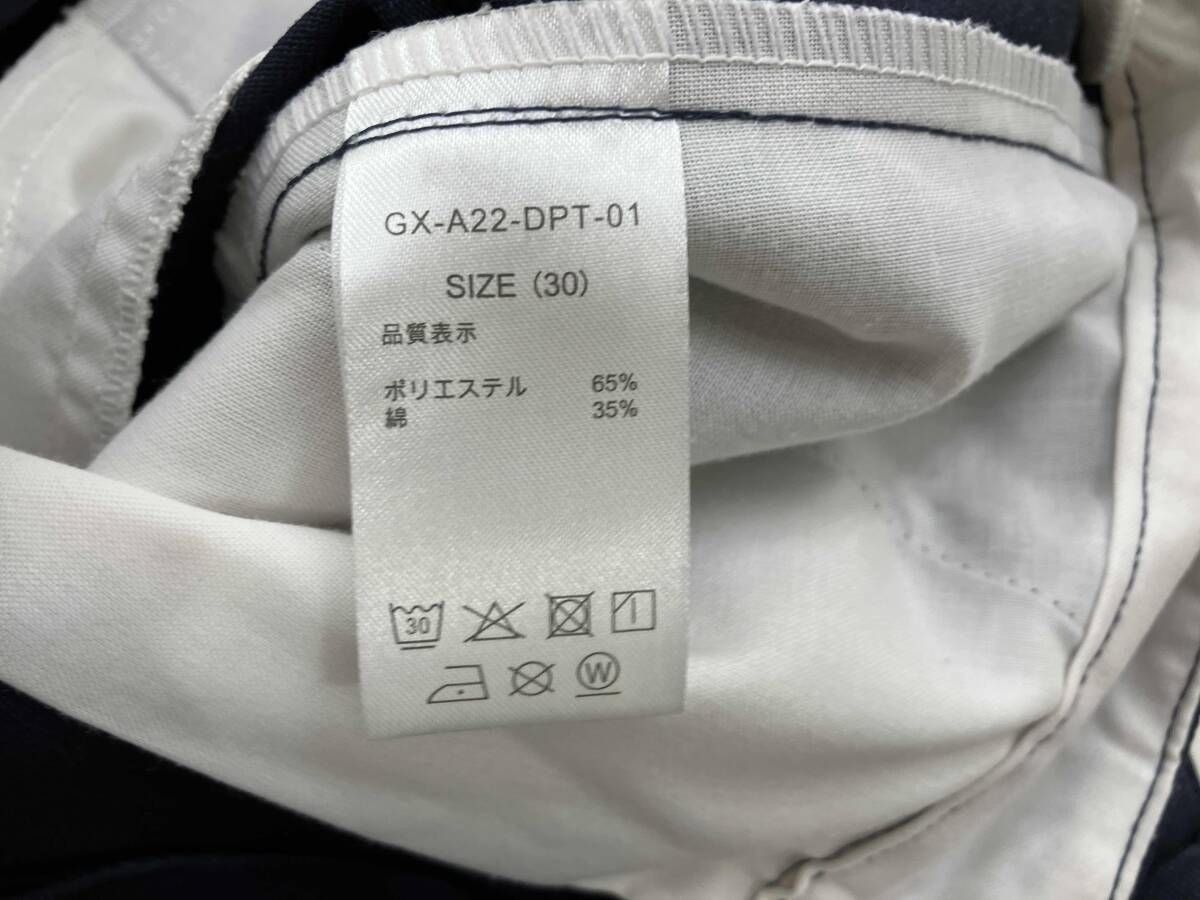 GX-A22-DPT-01
SIZE (30)
品質表示
ポリエステル 65%
綿 35%
30
W